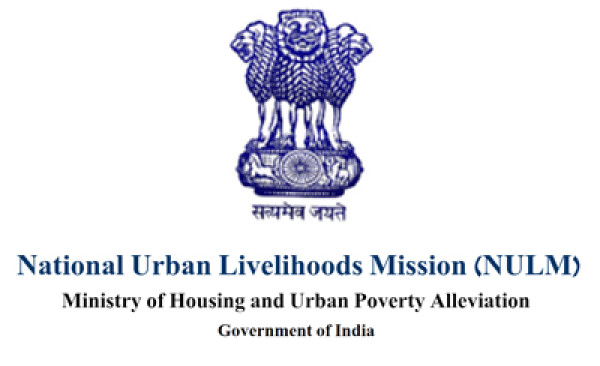 सत्यमेव जयते
National Urban Livelihoods Mission (NULM)
Ministry of Housing and Urban Poverty Alleviation
Government of India